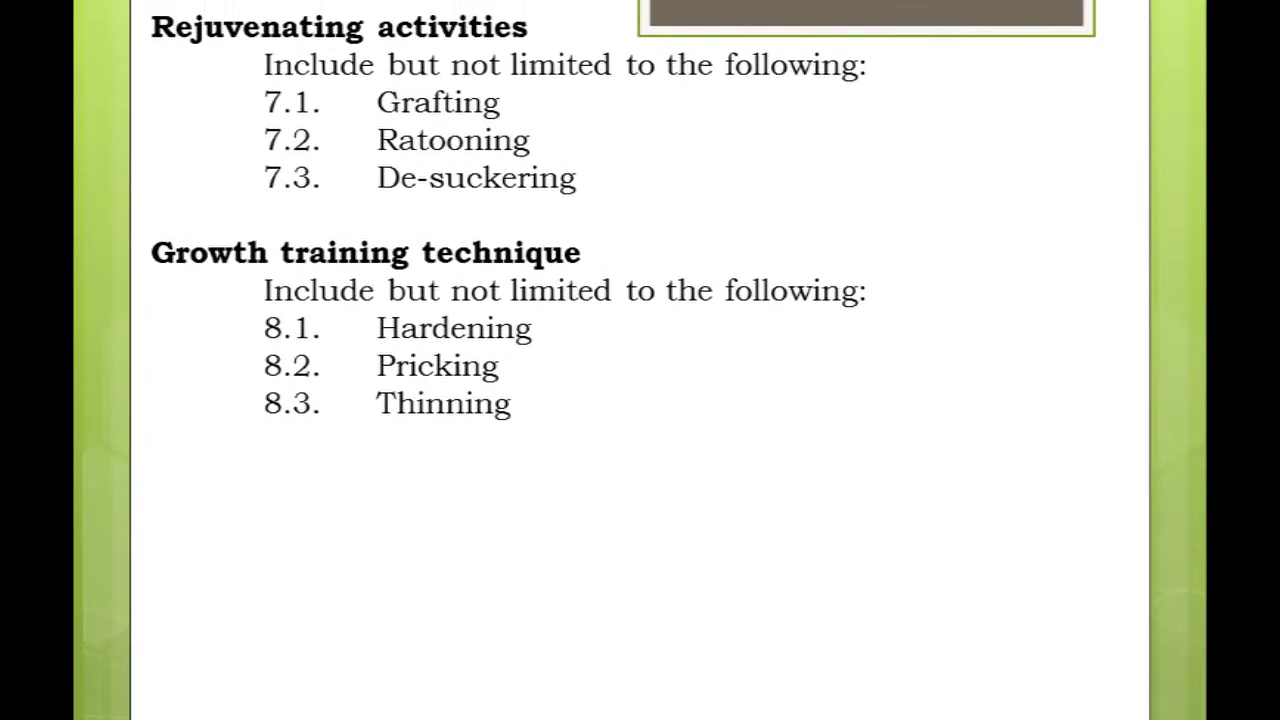 Rejuvenating activities
Include but not limited to the following:
7.1. Grafting
7.2. Ratooning
7.3. De-suckering
Growth training technique
Include but not limited to the following:
8.1. Hardening
8.2. Pricking
8.3. Thinning